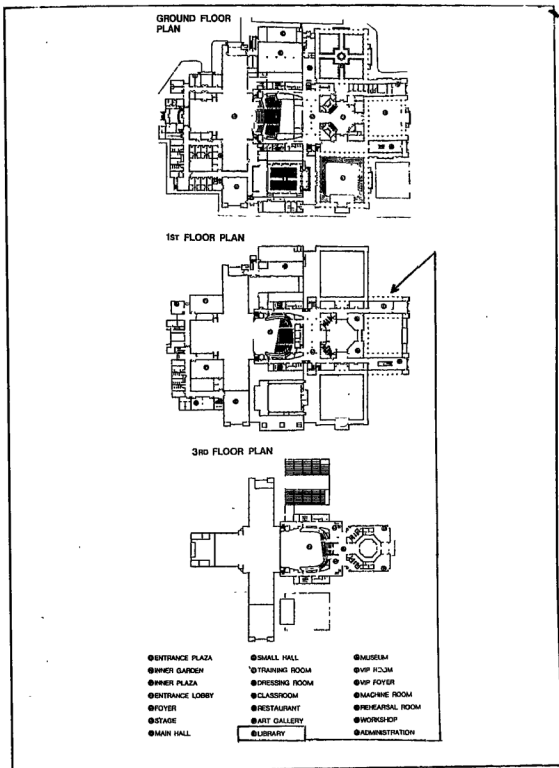 GROUND FLOOR
PLAN
1ST FLOOR PLAN
3RD FLOOR PLAN
ENTRANCE PLAZA
INNER GARDEN
INNER PLAZA
ENTRANCE LOBBY
FOYER
STAGE
MAIN HALL
SMALL HALL
TRAINING ROOM
DRESSING ROOM
CLASSROOM
RESTAURANT
ART GALLERY
LIBRARY
MUSEUM
VIP ROOM
VIP FOYER
MACHINE ROOM
REHEARSAL ROOM
WORKSHOP
ADMINISTRATION